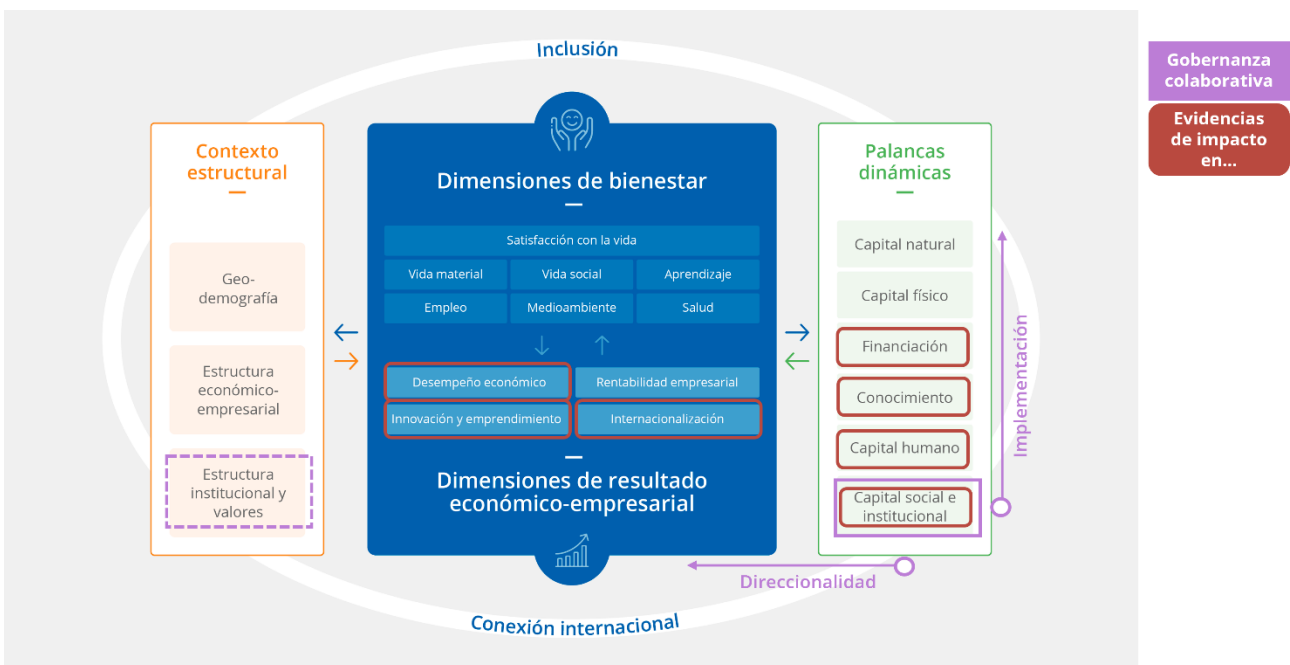 Inclusión
Gobernanza
colaborativa
Evidencias
de impacto
en...
Contexto
estructural
Geo-
demografía
Estructura
económico-
empresarial
Estructura
institucional y
valores
Dimensiones de bienestar
Satisfacción con la vida
Vida material
Vida social
Aprendizaje
Empleo
Medioambiente
Salud
Desempeño económico
Rentabilidad empresarial
Innovación y emprendimiento
Internacionalización
Dimensiones de resultado
económico-empresarial
Palancas
dinámicas
Capital natural
Capital físico
Financiación
Conocimiento
Capital humano
Capital social e
institucional
Implementación
Direccionalidad
Conexión internacional